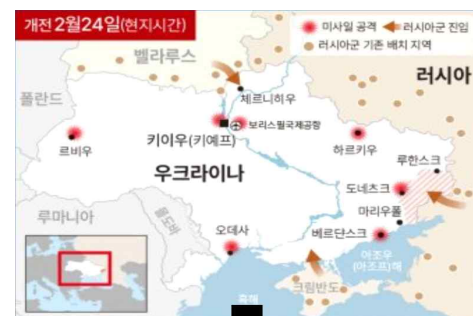 개전 2월24일(현지시간)
미사일 공격
러시아군 진입
러시아군 기존 배치 지역
벨라루스
러시아
폴란드
체르니히우
키이우(키예프)
보리스필국제공항
르비우
하르키우
루한스크
우크라이나
도네츠크
루마니아
몰도바
마리우폴
오데사
베르댠스크
아조우
(아조프)해
크림반도
흑해